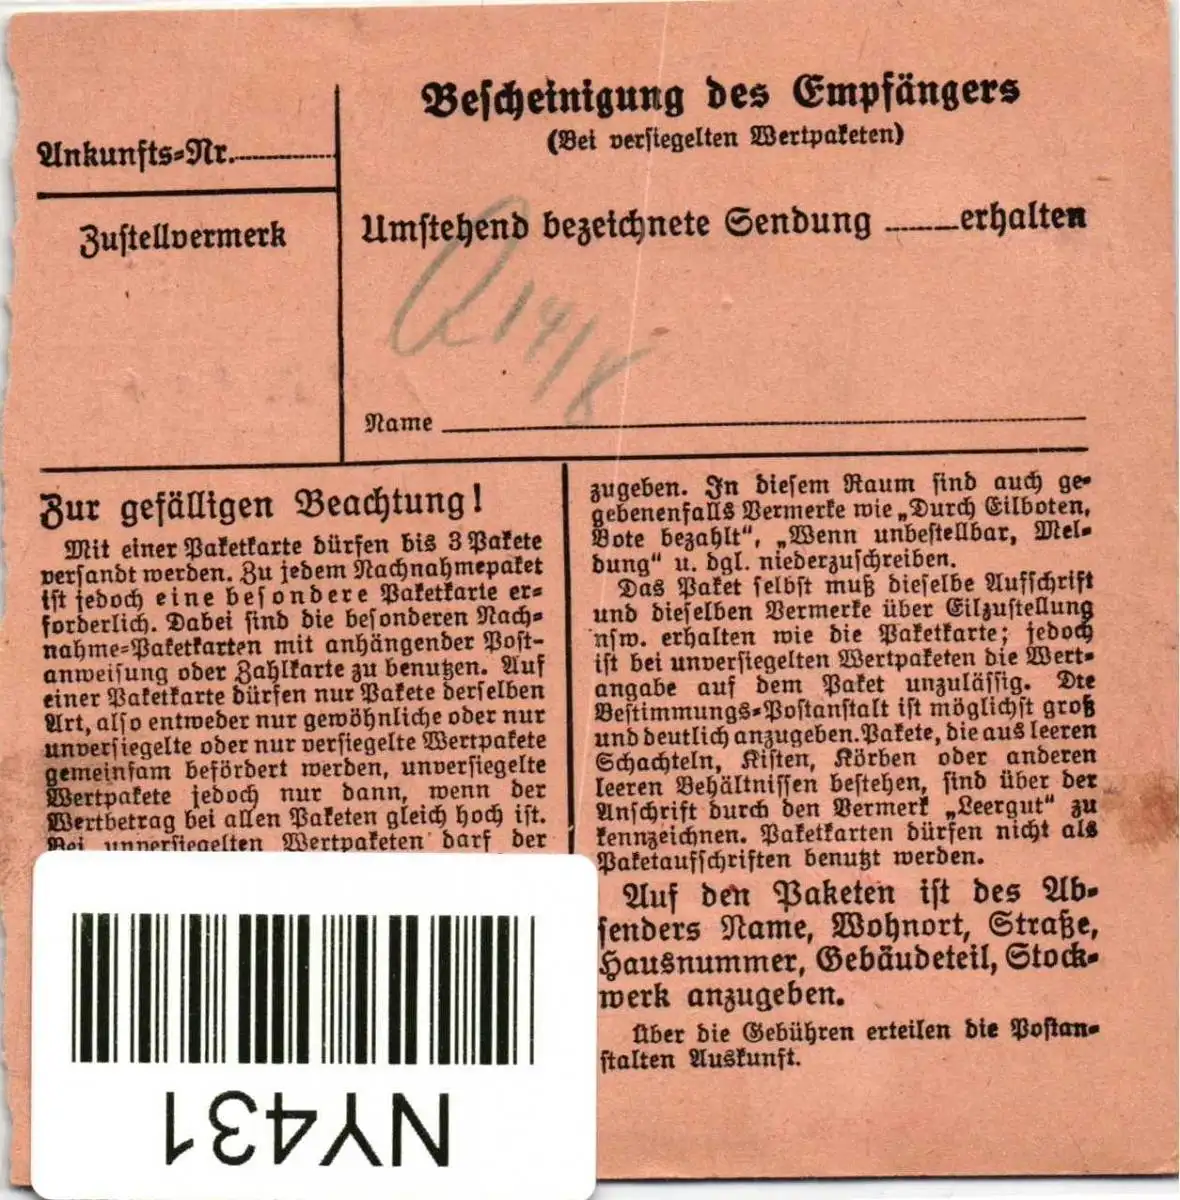 Ankunfts-Nr.
Zustellvermerk
Bescheinigung des Empfängers
(Bei versiegelten Wertpaketen)
Umstehend bezeichnete Sendung ........ erhalten
14/8
Name
Zur gefälligen Beachtung!
Mit einer Paketkarte dürfen bis 3 Pakete
versandt werden. Zu jedem Nachnahmepaket
ist jedoch eine besondere Paketkarte er-
forderlich. Dabei sind die besonderen Nach-
nahme-Paketkarten mit anhängender Post-
anweisung oder Zahlkarte zu benutzen. Auf
einer Paketkarte dürfen nur Pakete derselben
Art, also entweder nur gewöhnliche oder nur
unversiegelte oder nur versiegelte Wertpakete
gemeinsam befördert werden, unversiegelte
Wertpakete jedoch nur dann, wenn der
Wertbetrag bei allen Paketen gleich hoch ist.
Bei unversiegelten Wertpaketen darf der
zugeben. In diesem Raum sind auch ge-
gebenenfalls Vermerke wie „Durch Eilboten,
Bote bezahlt“, „Wenn unbestellbar, Mel-
dung“ u. dgl. niederzuschreiben.
Das Paket selbst muß dieselbe Aufschrift
und dieselben Vermerke über Eilzustellung
usw. erhalten wie die Paketkarte; jedoch
ist bei unversiegelten Wertpaketen die Wert-
angabe auf dem Paket unzulässig. Die
Bestimmungs-Postanstalt ist möglichst groß
und deutlich anzugeben. Pakete, die aus leeren
Schachteln, Kisten, Körben oder anderen
leeren Behältnissen bestehen, sind über der
Anschrift durch den Vermerk „Leergut“ zu
kennzeichnen. Paketkarten dürfen nicht als
Paketaufschriften benutzt werden.
Auf den Paketen ist des Ab-
senders Name, Wohnort, Straße,
Hausnummer, Gebäudeteil, Stock-
werk anzugeben.
Über die Gebühren erteilen die Postan-
stalten Auskunft.
NY431